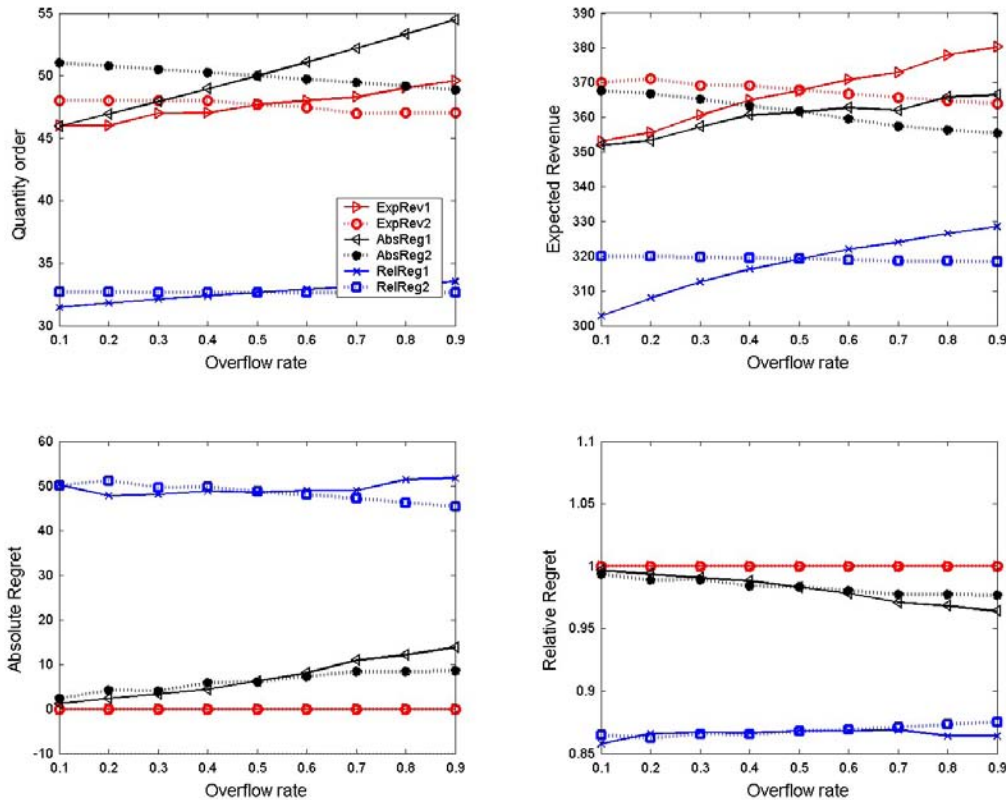 55
50
45
40
35
30
Quantity order
0.1 0.2 0.3 0.4 0.5 0.6 0.7 0.8 0.9
Overflow rate
ExpRev1
ExpRev2
AbsReg1
AbsReg2
RelReg1
RelReg2
390
380
370
360
350
340
330
320
310
300
Expected Revenue
0.1 0.2 0.3 0.4 0.5 0.6 0.7 0.8 0.9
Overflow rate
60
50
40
30
20
10
0
-10
Absolute Regret
0.1 0.2 0.3 0.4 0.5 0.6 0.7 0.8 0.9
Overflow rate
1.1
1.05
1
0.95
0.9
0.85
Relative Regret
0.1 0.2 0.3 0.4 0.5 0.6 0.7 0.8 0.9
Overflow rate